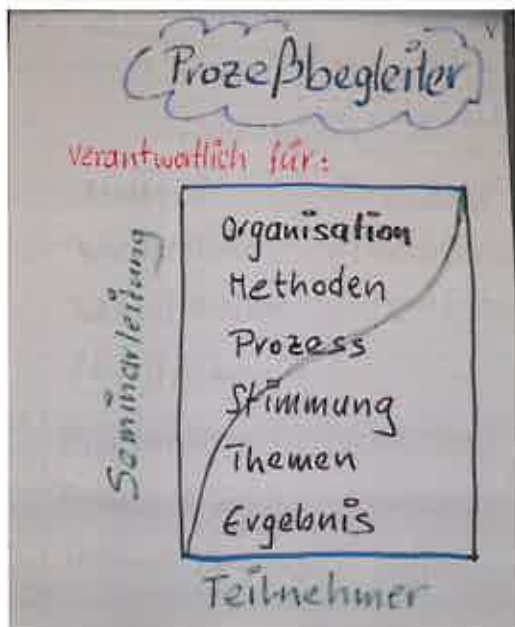 Prozeßbegleiter
verantwortlich für:
Organisation
Methoden
Prozess
Stimmung
Themen
Ergebnis
Seminarleitung
Teilnehmer